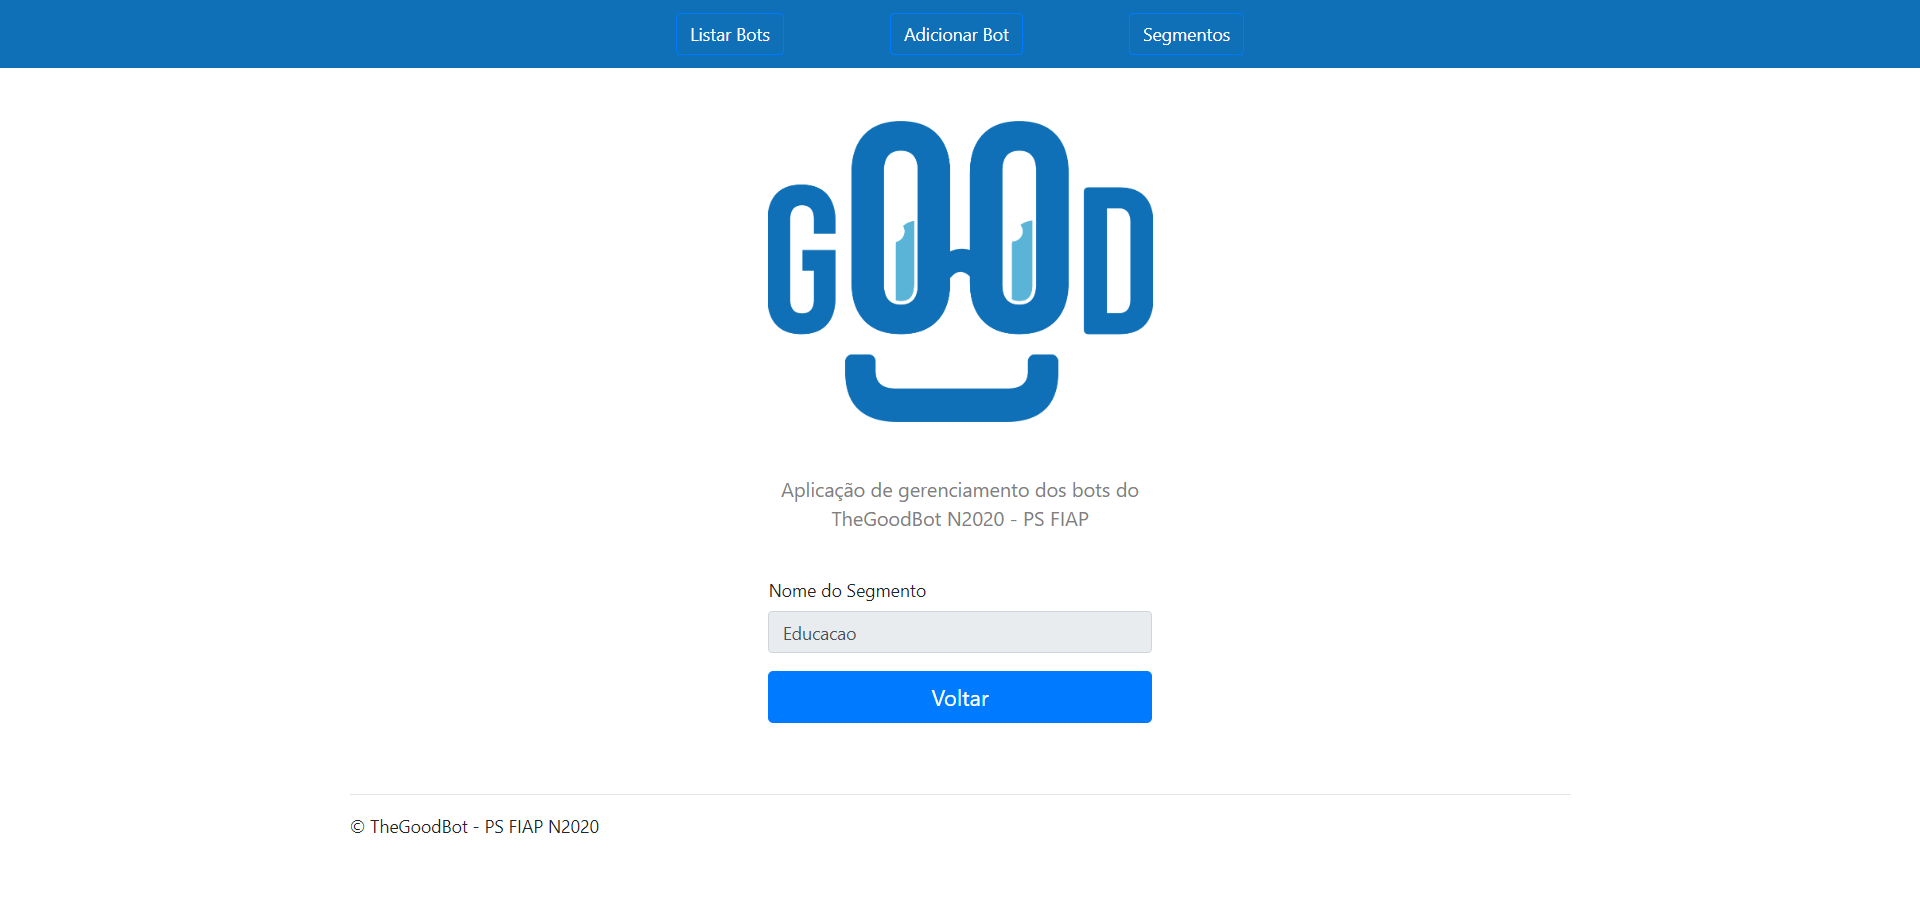 Listar Bots
Adicionar Bot
Segmentos
GOOD
Aplicação de gerenciamento dos bots do
TheGoodBot N2020 - PS FIAP
Nome do Segmento
Educacao
Voltar
© TheGoodBot - PS FIAP N2020